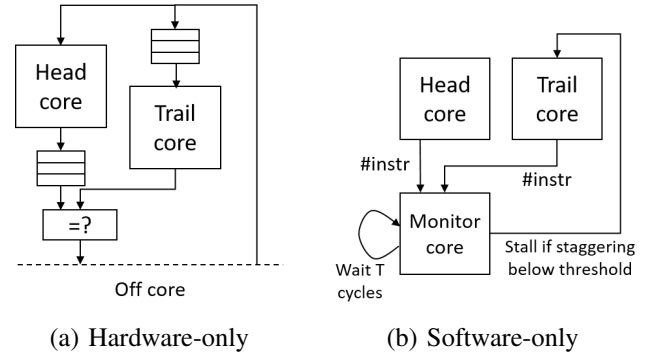 Head
core
Trail
core
=?
Off core
(a) Hardware-only
Head
core
Trail
core
#instr
#instr
Monitor
core
Wait T
cycles
Stall if staggering
below threshold
(b) Software-only